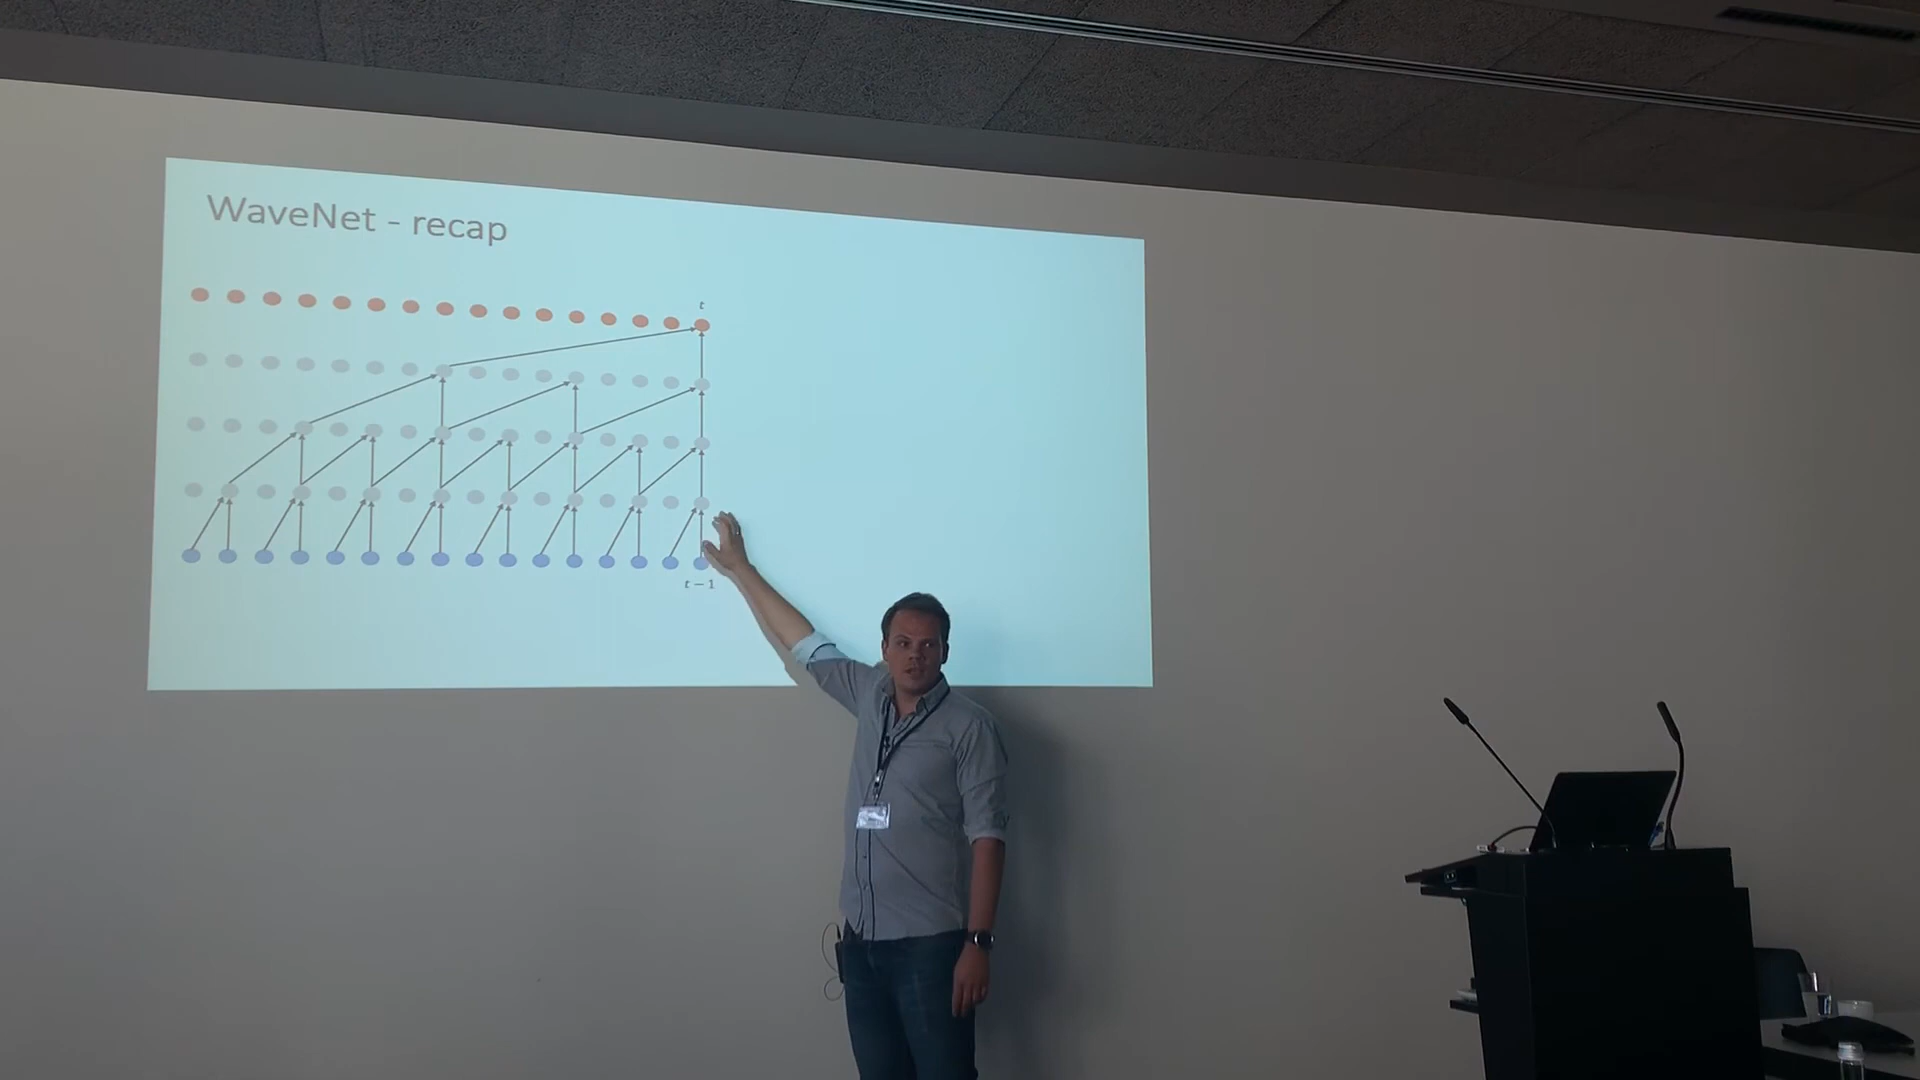 WaveNet - recap
t
t – 1